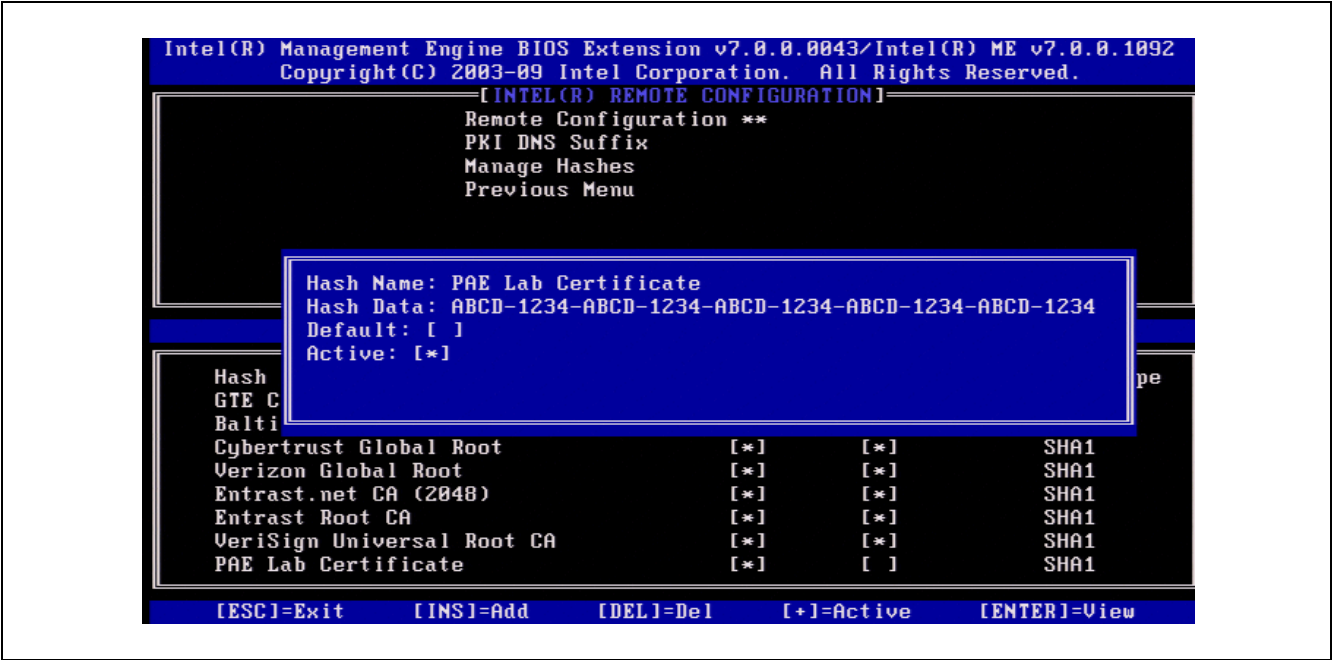 Intel(R) Management Engine BIOS Extension v7.0.0.0043/Intel(R) ME v7.0.0.1092
Copyright(C) 2003-09 Intel Corporation. All Rights Reserved.
[INTEL(R) REMOTE CONFIGURATION]
Remote Configuration **
PKI DNS Suffix
Manage Hashes
Previous Menu
Hash Name: PAE Lab Certificate
Hash Data: ABCD-1234-ABCD-1234-ABCD-1234-ABCD-1234-ABCD-1234
Default: [ ]
Active: [*]
Hash pe
GTE C
Balti
Cybertrust Global Root [*] [*] SHA1
Verizon Global Root [*] [*] SHA1
Entrast.net CA (2048) [*] [*] SHA1
Entrast Root CA [*] [*] SHA1
VeriSign Universal Root CA [*] [*] SHA1
PAE Lab Certificate [*] [ ] SHA1
[ESC]=Exit [INS]=Add [DEL]=Del [+]=Active [ENTER]=View